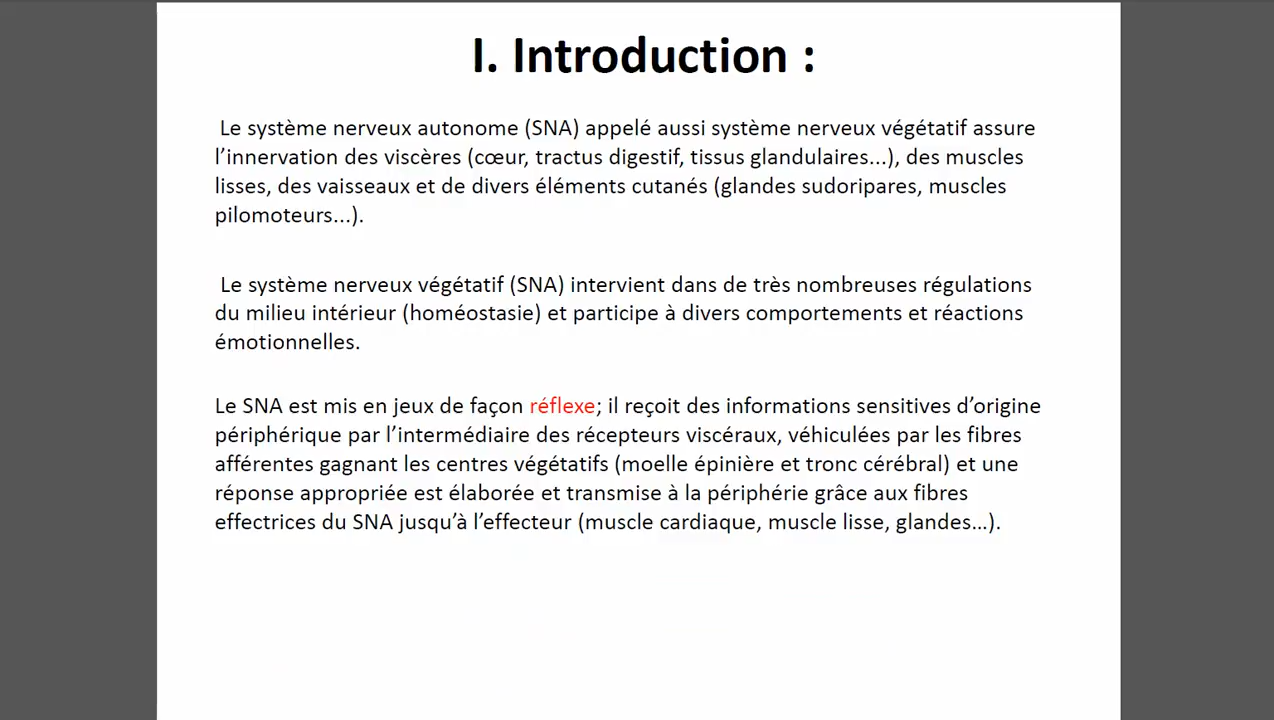 I. Introduction :
Le système nerveux autonome (SNA) appelé aussi système nerveux végétatif assure
l’innervation des viscères (cœur, tractus digestif, tissus glandulaires...), des muscles
lisses, des vaisseaux et de divers éléments cutanés (glandes sudoripares, muscles
pilomoteurs...).
Le système nerveux végétatif (SNA) intervient dans de très nombreuses régulations
du milieu intérieur (homéostasie) et participe à divers comportements et réactions
émotionnelles.
Le SNA est mis en jeux de façon réflexe; il reçoit des informations sensitives d’origine
périphérique par l’intermédiaire des récepteurs viscéraux, véhiculées par les fibres
afférentes gagnant les centres végétatifs (moelle épinière et tronc cérébral) et une
réponse appropriée est élaborée et transmise à la périphérie grâce aux fibres
effectrices du SNA jusqu’à l’effecteur (muscle cardiaque, muscle lisse, glandes…).